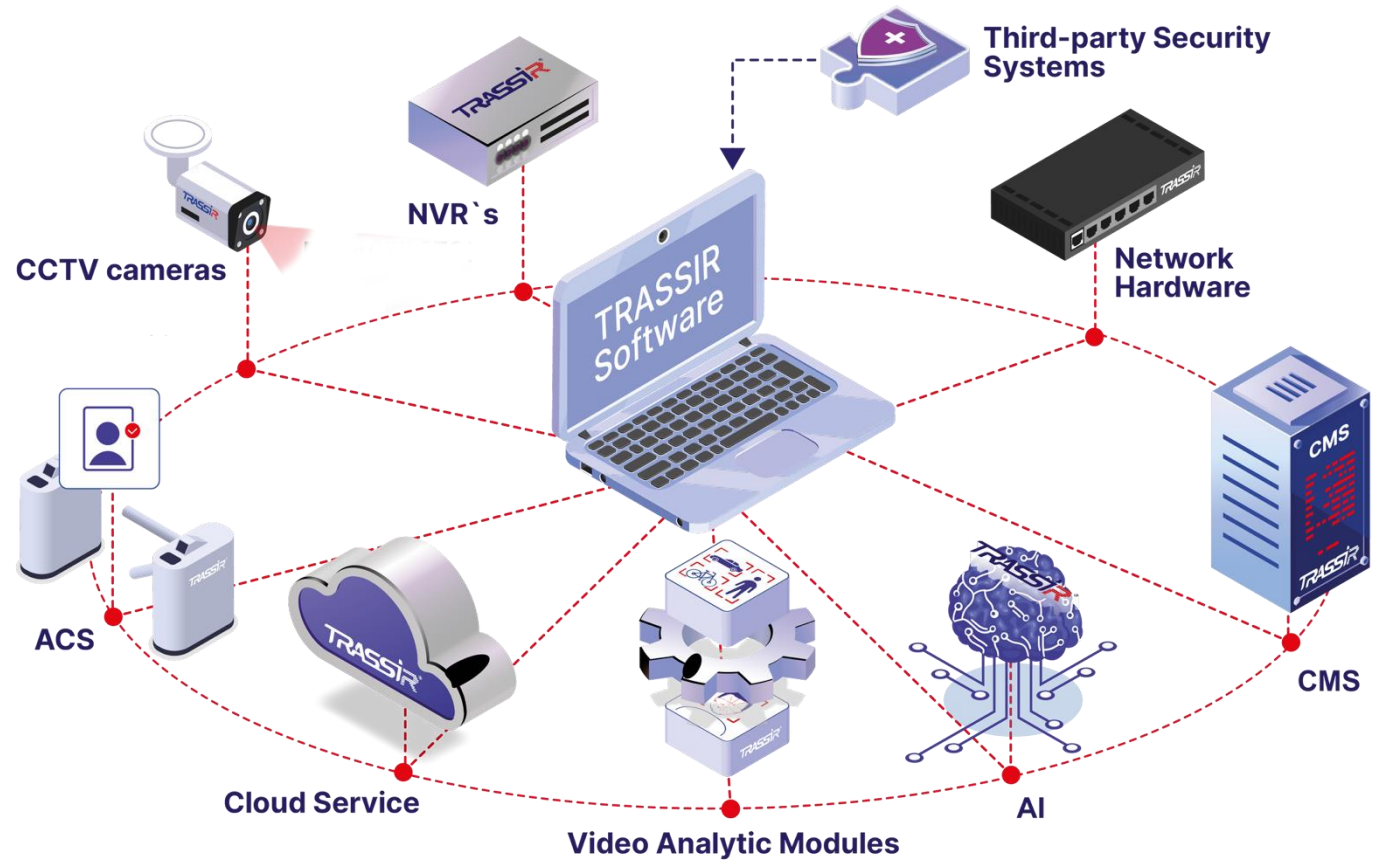 Third-party Security
Systems
TRASSIR
NVR`s
TRASSIR
CCTV cameras
TRASSIR
Network
Hardware
TRASSIR
Software
CMS
TRASSIR
CMS
TRASSIR
ACS
TRASSIR
Cloud Service
TRASSIR
Video Analytic Modules
TRASSIR
AI